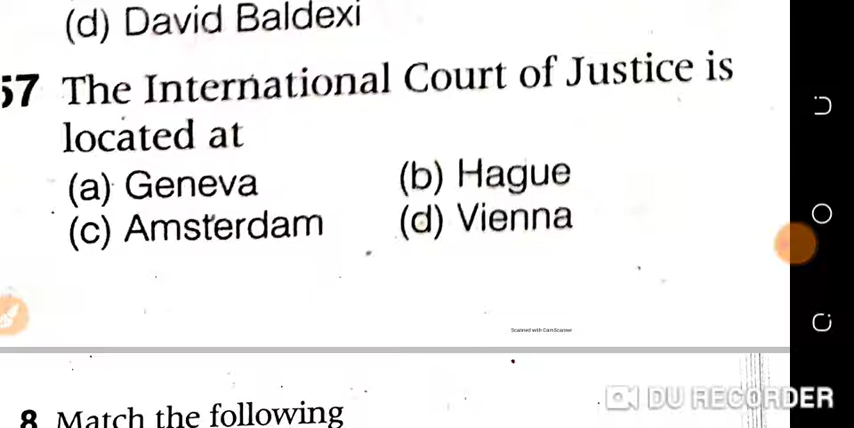 (d) David Baldexi
57 The International Court of Justice is
located at
(a) Geneva (b) Hague
(c) Amsterdam (d) Vienna
Scanned with CamScanner
DU RECORDER
8 Match the following